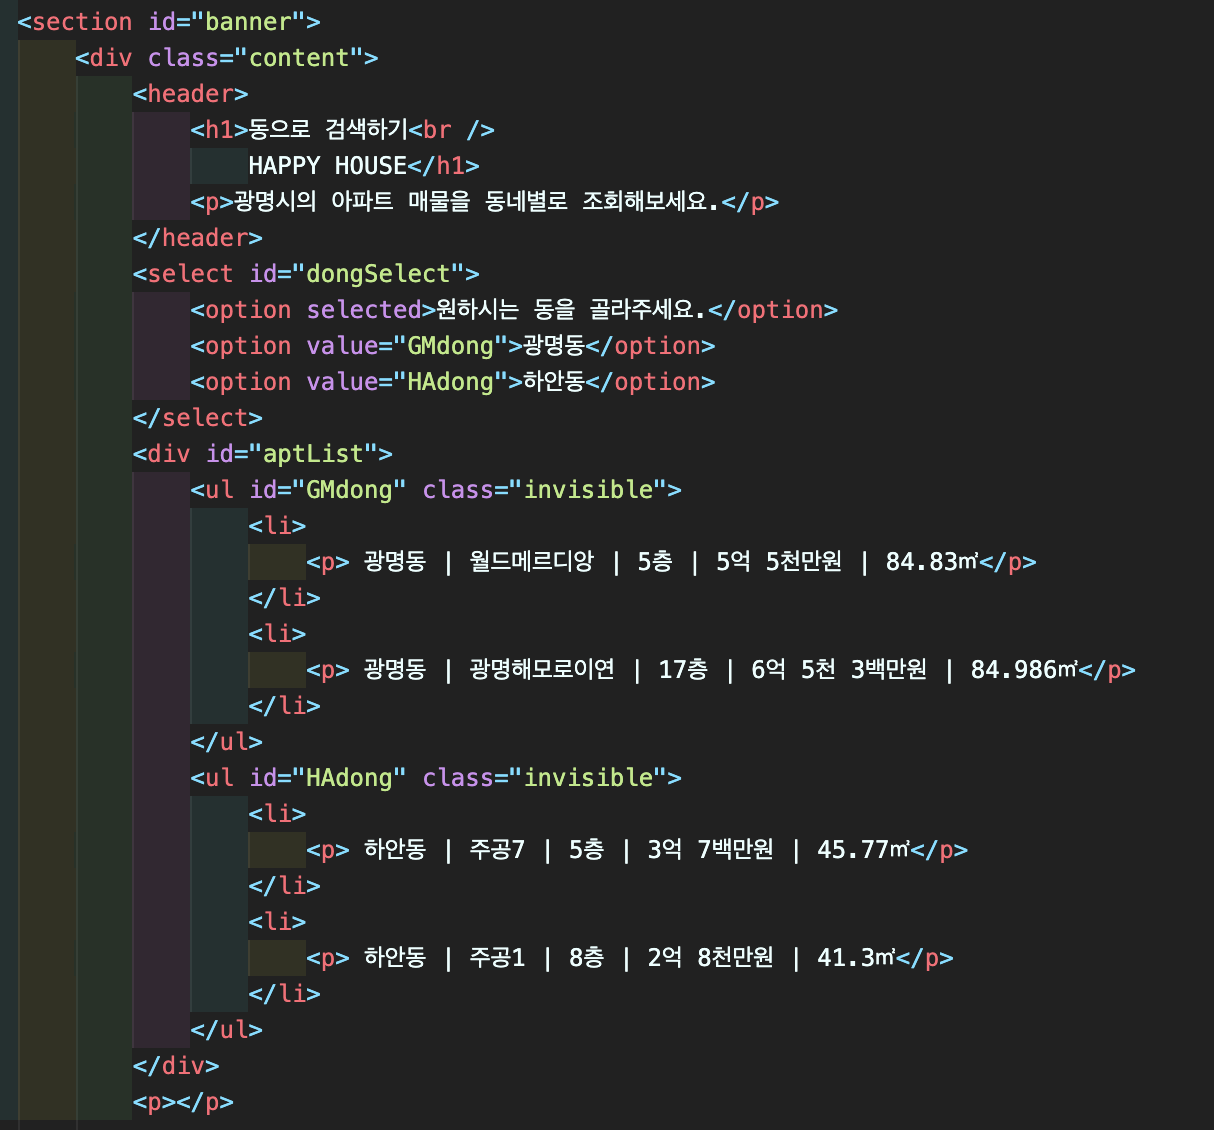 <section id="banner">
<div class="content">
<header>
<h1>동으로 검색하기<br />
HAPPY HOUSE</h1>
<p>광명시의 아파트 매물을 동네별로 조회해보세요.</p>
</header>
<select id="dongSelect">
<option selected>원하시는 동을 골라주세요.</option>
<option value="GMdong">광명동</option>
<option value="HAdong">하안동</option>
</select>
<div id="aptList">
<ul id="GMdong" class="invisible">
<li>
<p> 광명동 | 월드메르디앙 | 5층 | 5억 5천만원 | 84.83㎡</p>
</li>
<li>
<p> 광명동 | 광명해모로이연 | 17층 | 6억 5천 3백만원 | 84.986㎡</p>
</li>
</ul>
<ul id="HAdong" class="invisible">
<li>
<p> 하안동 | 주공7 | 5층 | 3억 7백만원 | 45.77㎡</p>
</li>
<li>
<p> 하안동 | 주공1 | 8층 | 2억 8천만원 | 41.3㎡</p>
</li>
</ul>
</div>
<p></p>